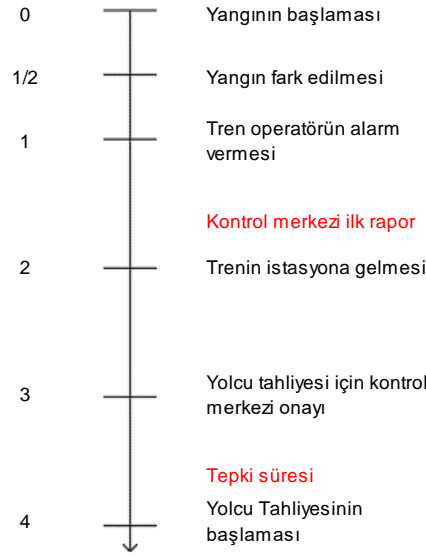 0 Yangının başlaması
1/2 Yangın fark edilmesi
1 Tren operatörün alarm
vermesi
Kontrol merkezi ilk rapor
2 Trenin istasyona gelmesi
3 Yolcu tahliyesi için kontrol
merkezi onayı
Tepki süresi
4 Yolcu Tahliyesinin
başlaması